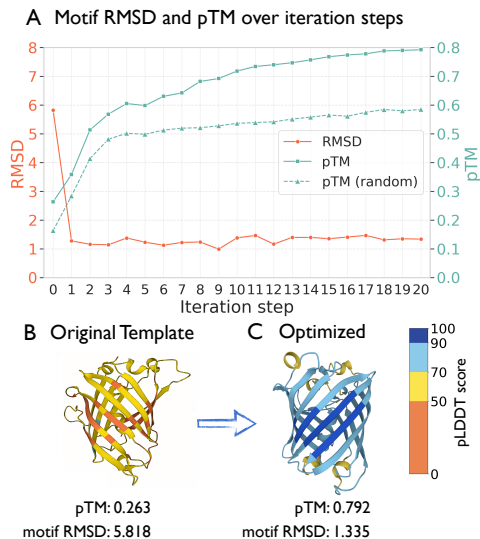 A Motif RMSD and pTM over iteration steps
8 0.8
7 0.7
6 0.6
5 0.5
4 0.4
3 0.3
2 0.2
1 0.1
0 0.0
RMSD
pTM
RMSD
pTM
pTM (random)
0 1 2 3 4 5 6 7 8 9 10 11 12 13 14 15 16 17 18 19 20
Iteration step
B Original Template
C Optimized
100
90
70
50
0
pLDDT score
pTM: 0.263
motif RMSD: 5.818
pTM: 0.792
motif RMSD: 1.335